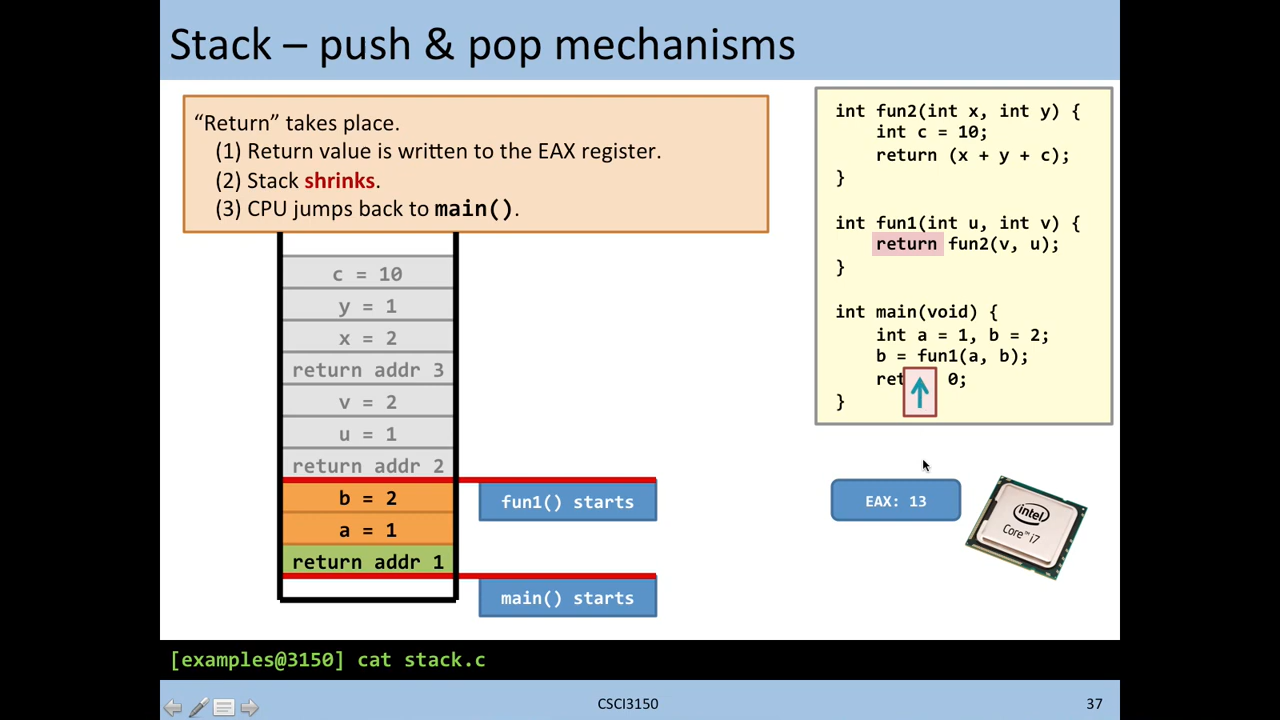 Stack – push & pop mechanisms
“Return” takes place.
(1) Return value is written to the EAX register.
(2) Stack shrinks.
(3) CPU jumps back to main().
c = 10
y = 1
x = 2
return addr 3
v = 2
u = 1
return addr 2
b = 2
a = 1
return addr 1
fun1() starts
main() starts
int fun2(int x, int y) {
int c = 10;
return (x + y + c);
}
int fun1(int u, int v) {
return fun2(v, u);
}
int main(void) {
int a = 1, b = 2;
b = fun1(a, b);
ret 0;
}
EAX: 13
intel
Core™ i7
[examples@3150] cat stack.c
CSCI3150
37